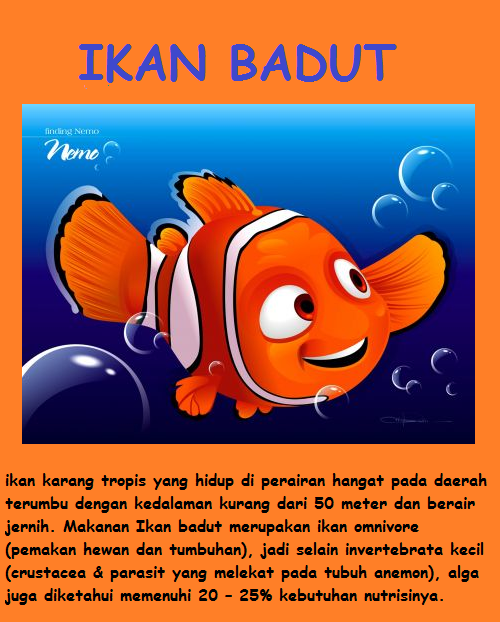 IKAN BADUT
finding Nemo
Nemo
ikan karang tropis yang hidup di perairan hangat pada daerah
terumbu dengan kedalaman kurang dari 50 meter dan berair
jernih. Makanan Ikan badut merupakan ikan omnivore
(pemakan hewan dan tumbuhan), jadi selain invertebrata kecil
(crustacea & parasit yang melekat pada tubuh anemon), alga
juga diketahui memenuhi 20 – 25% kebutuhan nutrisinya.